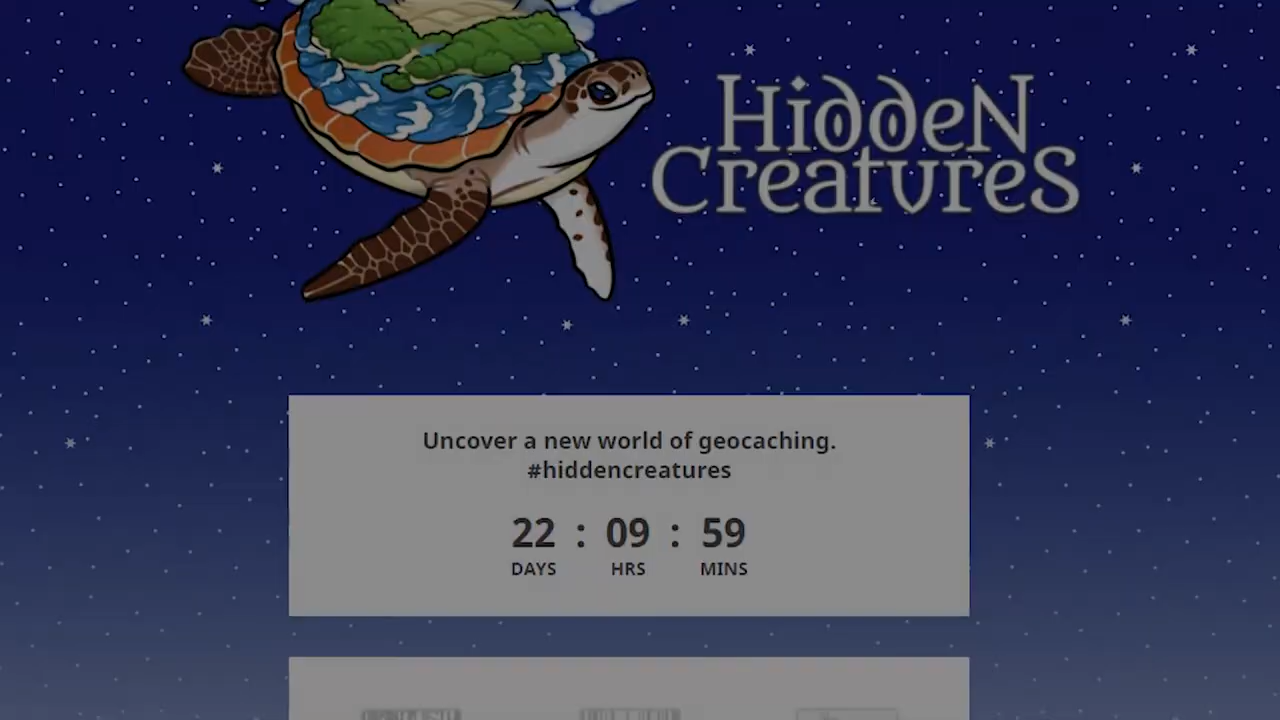 Hidden
Creatures
Uncover a new world of geocaching.
#hiddencreatures
22 : 09 : 59
DAYS HRS MINS